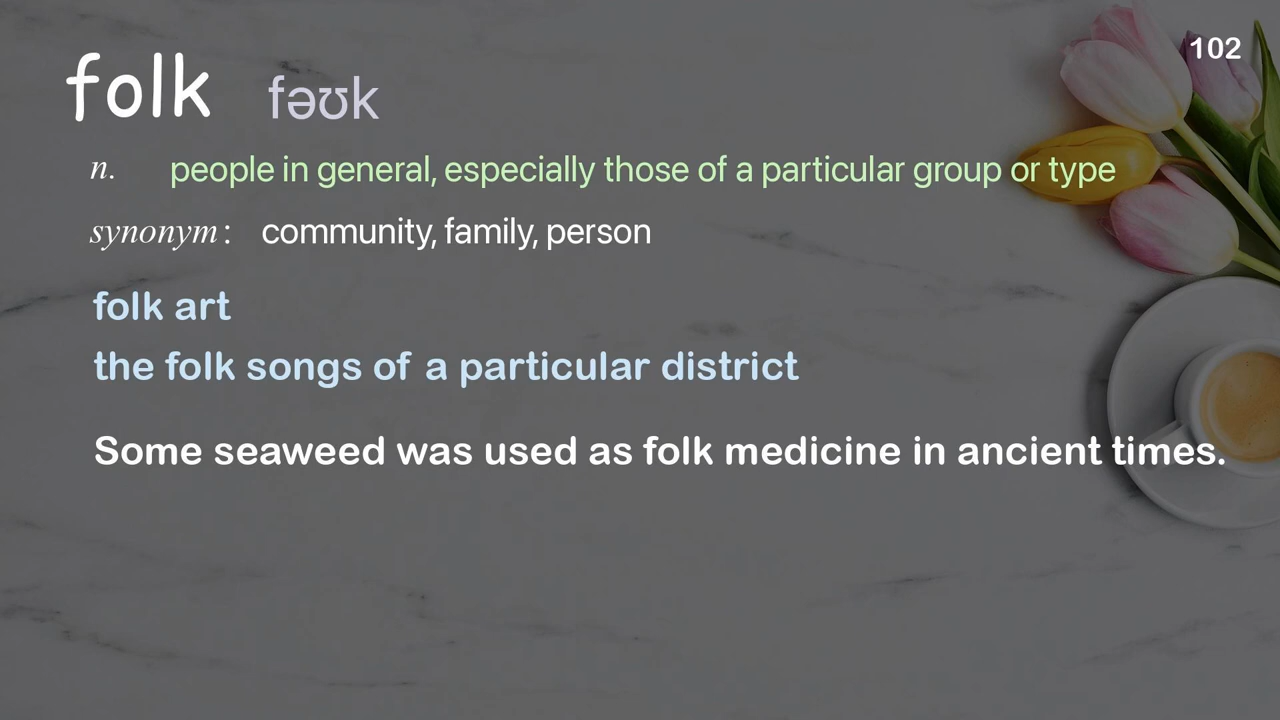 102
folk fəʊk
n. people in general, especially those of a particular group or type
synonym: community, family, person
folk art
the folk songs of a particular district
Some seaweed was used as folk medicine in ancient times.